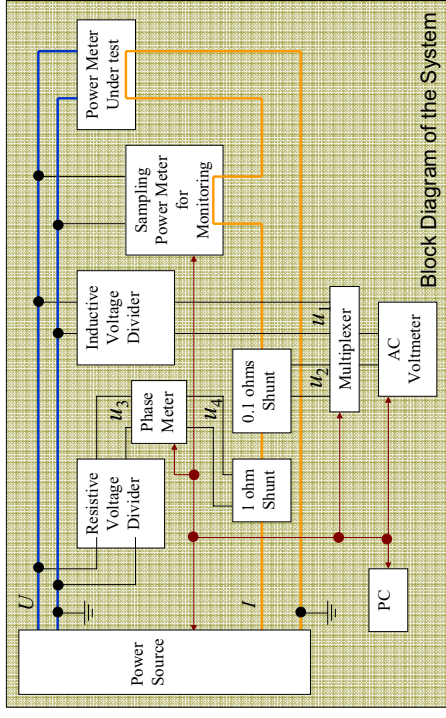 U
I
Power
Source
Resistive
Voltage
Divider
u3
Phase
Meter
u4
1 ohm
Shunt
0.1 ohms
Shunt
Inductive
Voltage
Divider
u2
u1
Multiplexer
AC
Voltmeter
PC
Sampling
Power Meter
for
Monitoring
Power Meter
Under test
Block Diagram of the System